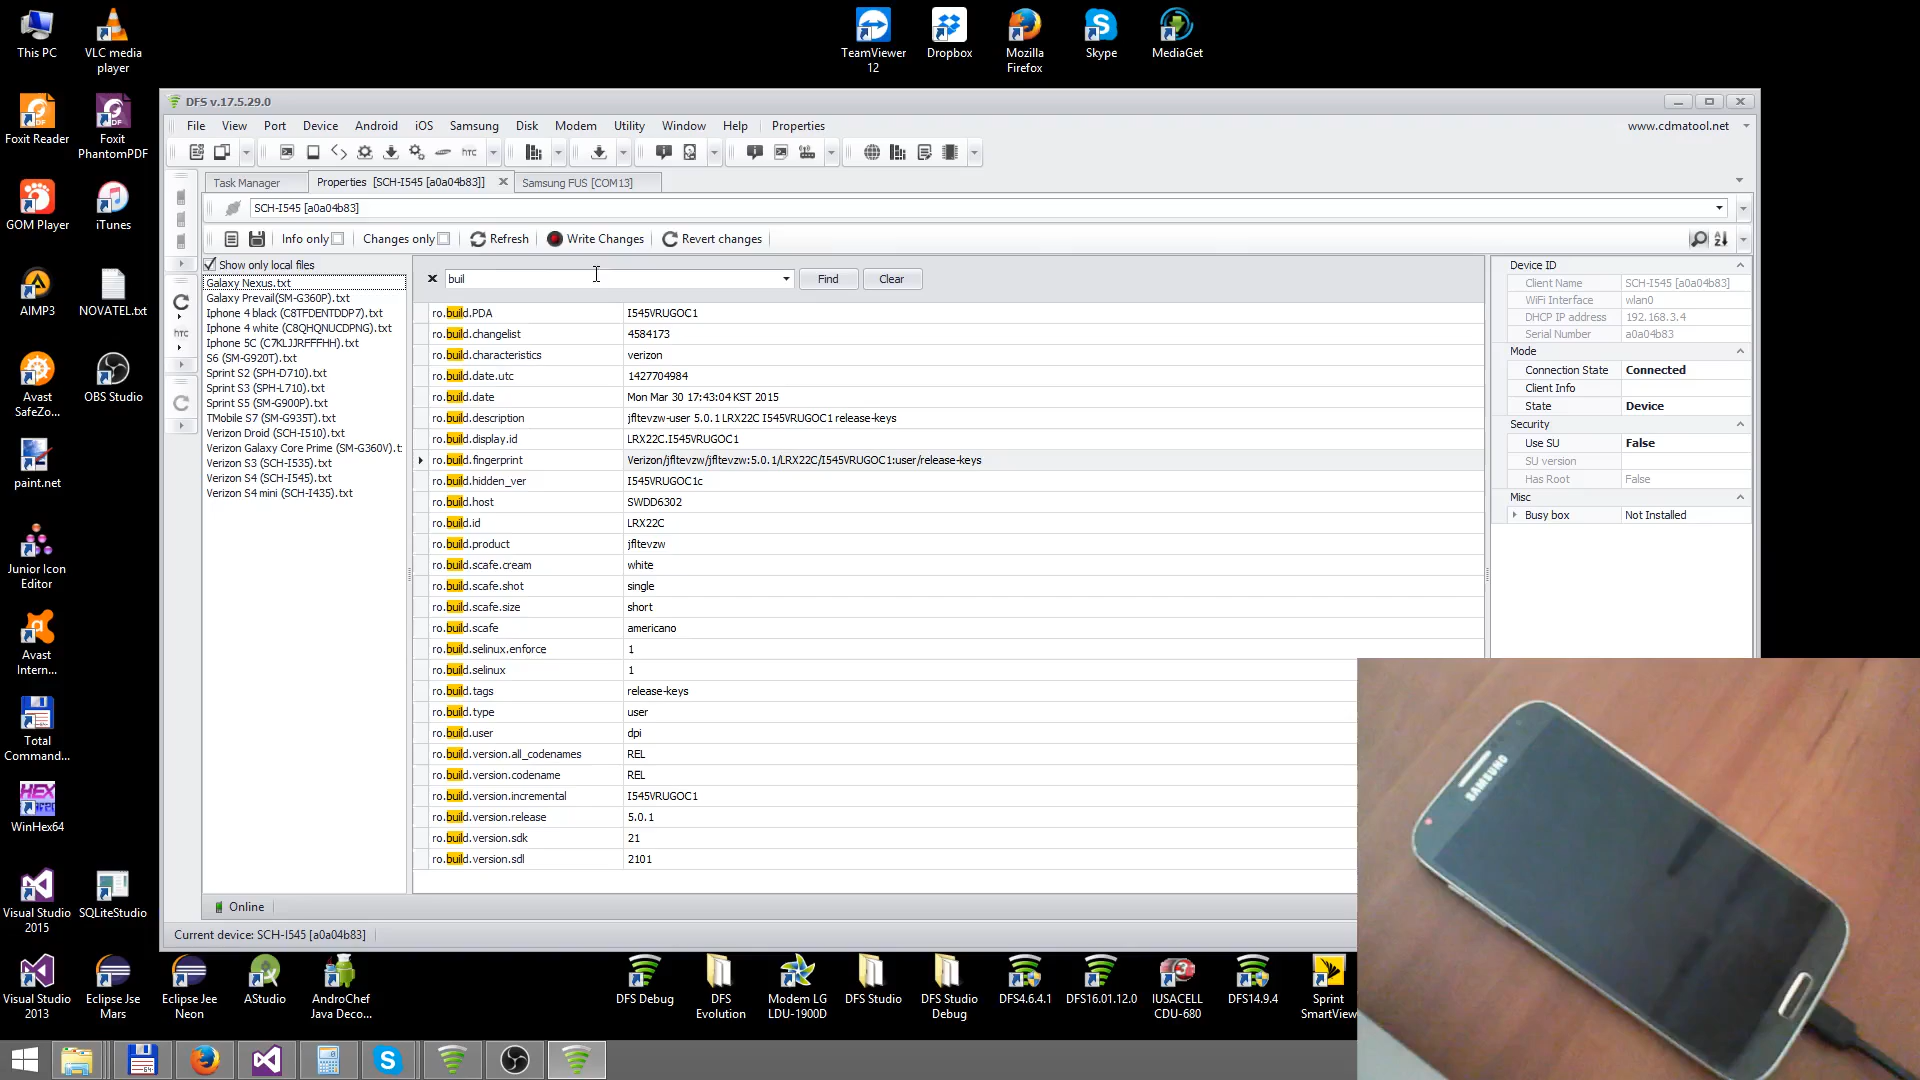 This PC
VLC media
player
TeamViewer
12
Dropbox
Mozilla
Firefox
Skype
MediaGet
Foxit Reader
Foxit
PhantomPDF
GOM Player
iTunes
AIMP3
NOVATEL.txt
Avast
SafeZo...
OBS Studio
paint.net
Junior Icon
Editor
Avast
Intern...
Total
Comman...
WinHex64
Visual Studio
2015
SQLiteStudio
Visual Studio
2013
Eclipse Jse
Mars
Eclipse Jee
Neon
AStudio
AndroChef
Java Deco...
DFS v.17.5.29.0
File View Port Device Android iOS Samsung Disk Modem Utility Window Help Properties
www.cdmatool.net
htc
Task Manager
Properties [SCH-I545 [a0a04b83]]
Samsung FUS [COM13]
SCH-I545 [a0a04b83]
Info only
Changes only
Refresh
Write Changes
Revert changes
Show only local files
Galaxy Nexus.txt
Galaxy Prevail(SM-G360P).txt
Iphone 4 black (C8TFDENTDDP7).txt
Iphone 4 white (C8QHQNUCDPNG).txt
Iphone 5C (C7KLJJRFFFHH).txt
S6 (SM-G920T).txt
Sprint S2 (SPH-D710).txt
Sprint S3 (SPH-L710).txt
Sprint S5 (SM-G900P).txt
TMobile S7 (SM-G935T).txt
Verizon Droid (SCH-I510).txt
Verizon Galaxy Core Prime (SM-G360V).t
Verizon S3 (SCH-I535).txt
Verizon S4 (SCH-I545).txt
Verizon S4 mini (SCH-I435).txt
htc
buil
Find
Clear
ro.build.PDA I545VRUGOC1
ro.build.changelist 4584173
ro.build.characteristics verizon
ro.build.date.utc 1427704984
ro.build.date Mon Mar 30 17:43:04 KST 2015
ro.build.description jfltevzw-user 5.0.1 LRX22C I545VRUGOC1 release-keys
ro.build.display.id LRX22C.I545VRUGOC1
ro.build.fingerprint Verizon/jfltevzw/jfltevzw:5.0.1/LRX22C/I545VRUGOC1:user/release-keys
ro.build.hidden_ver I545VRUGOC1c
ro.build.host SWDD6302
ro.build.id LRX22C
ro.build.product jfltevzw
ro.build.scafe.cream white
ro.build.scafe.shot single
ro.build.scafe.size short
ro.build.scafe americano
ro.build.selinux.enforce 1
ro.build.selinux 1
ro.build.tags release-keys
ro.build.type user
ro.build.user dpi
ro.build.version.all_codenames REL
ro.build.version.codename REL
ro.build.version.incremental I545VRUGOC1
ro.build.version.release 5.0.1
ro.build.version.sdk 21
ro.build.version.sdl 2101
Device ID
Client Name SCH-I545 [a0a04b83]
WiFi Interface wlan0
DHCP IP address 192.168.3.4
Serial Number a0a04b83
Mode
Connection State Connected
Client Info
State Device
Security
Use SU False
SU version
Has Root False
Misc
Busy box Not Installed
Online
Current device: SCH-I545 [a0a04b83]
SAMSUNG
DFS Debug
DFS
Evolution
Modem LG
LDU-1900D
DFS Studio
DFS Studio
Debug
DFS4.6.4.1
DFS16.01.12.0
IUSACELL
CDU-680
DFS14.9.4
Sprint
SmartView